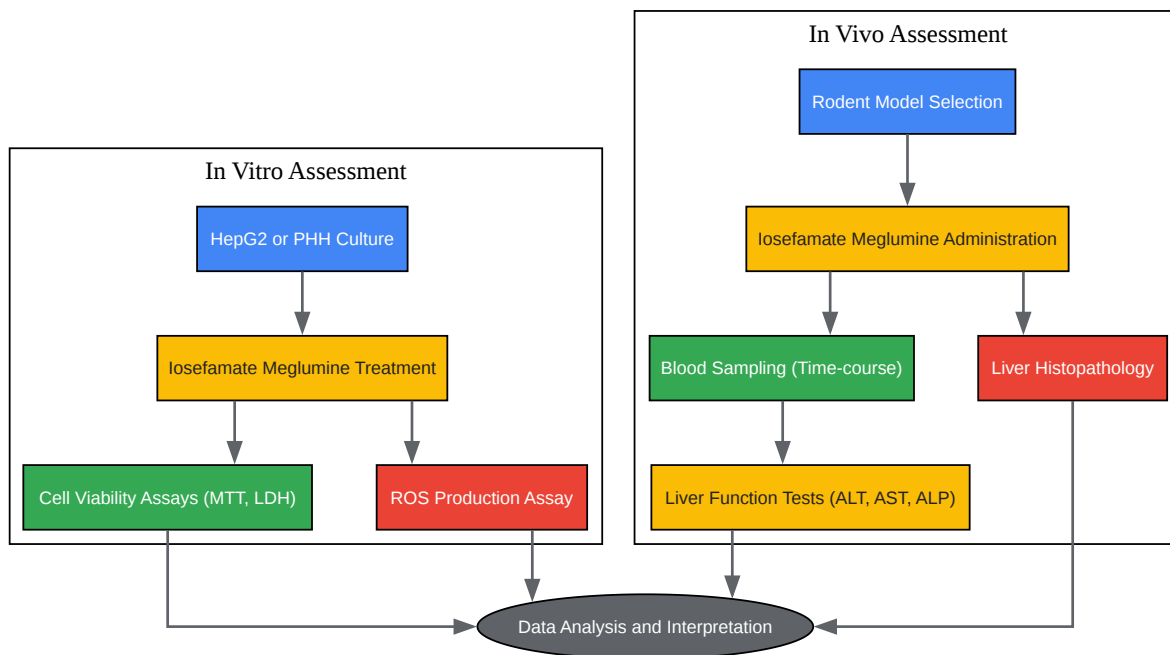 In Vitro Assessment
HepG2 or PHH Culture
Iosefamate Meglumine Treatment
Cell Viability Assays (MTT, LDH)
ROS Production Assay
In Vivo Assessment
Rodent Model Selection
Iosefamate Meglumine Administration
Blood Sampling (Time-course)
Liver Histopathology
Liver Function Tests (ALT, AST, ALP)
Data Analysis and Interpretation